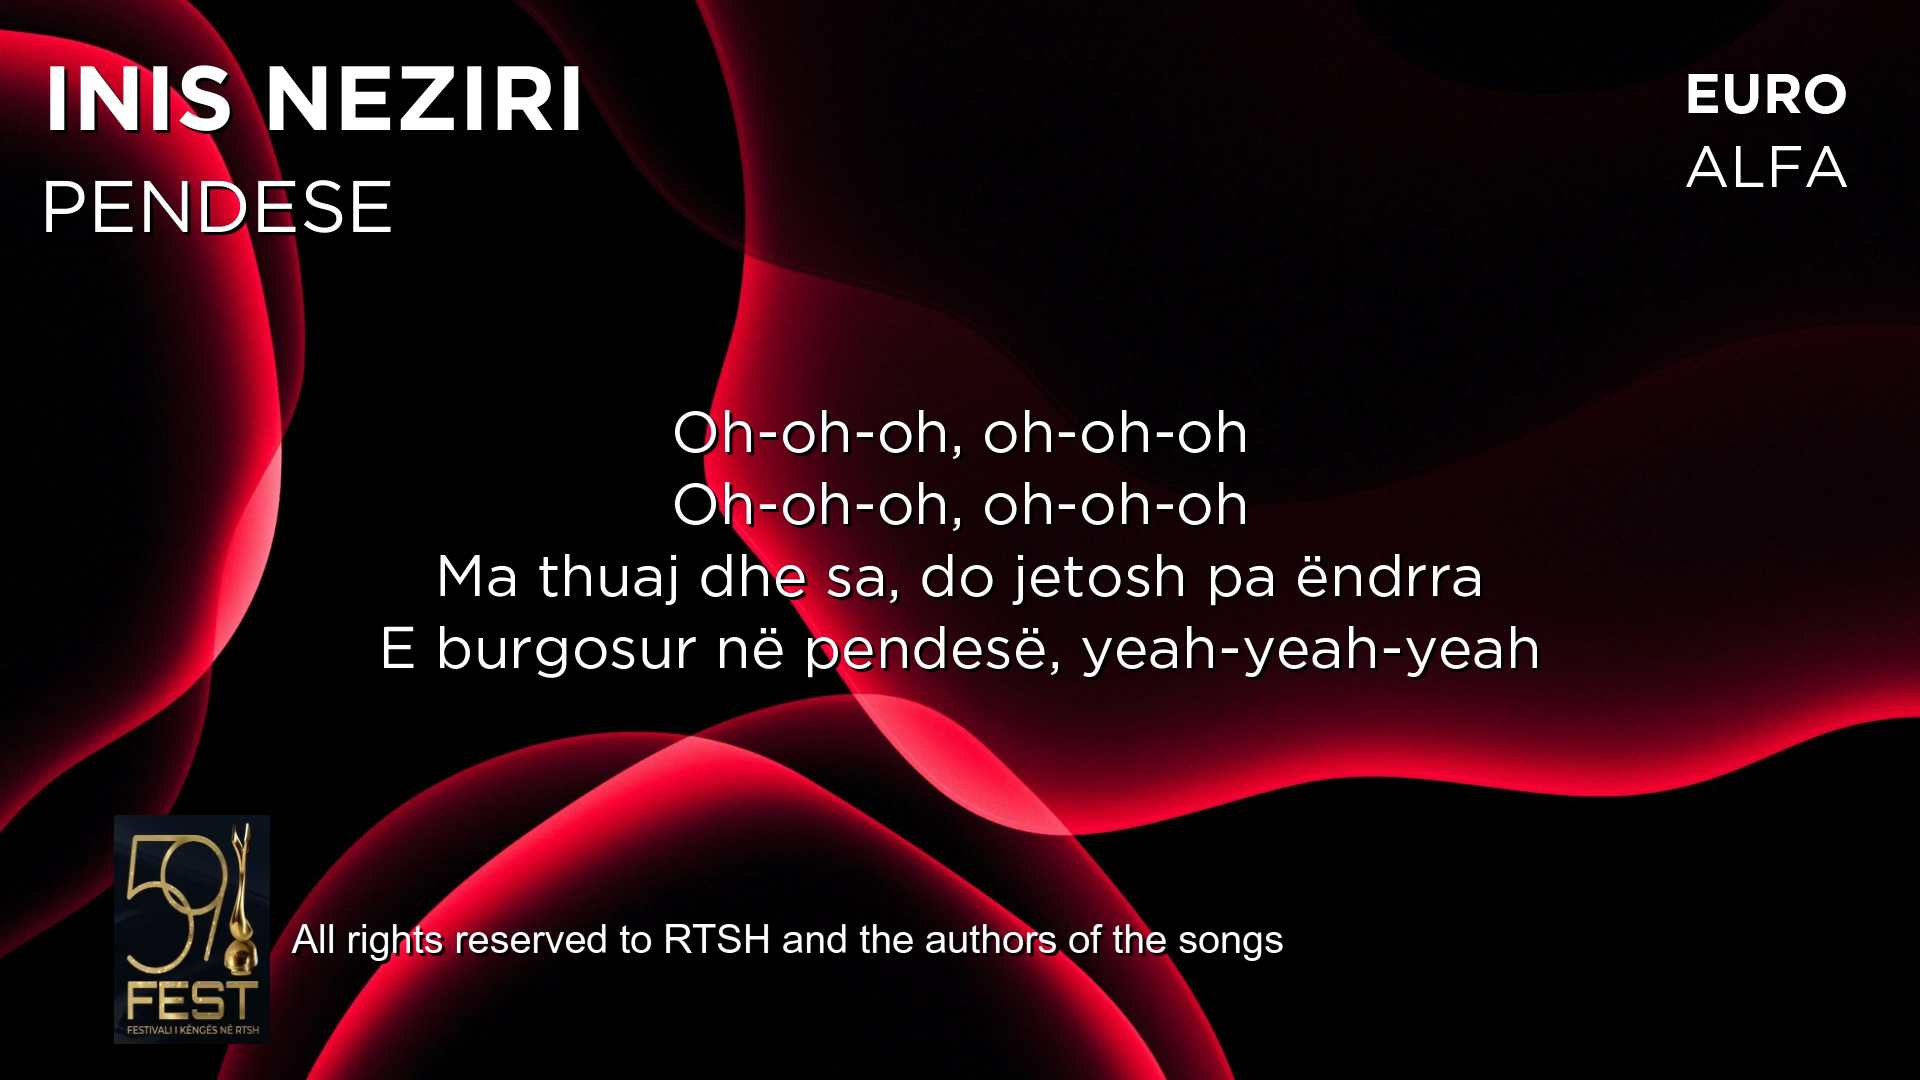 INIS NEZIRI
PENDESE
EURO
ALFA
Oh-oh-oh, oh-oh-oh
Oh-oh-oh, oh-oh-oh
Ma thuaj dhe sa, do jetosh pa ëndrra
E burgosur në pendesë, yeah-yeah-yeah
59
FEST
FESTIVALI I KËNGËS NË RTSH
All rights reserved to RTSH and the authors of the songs